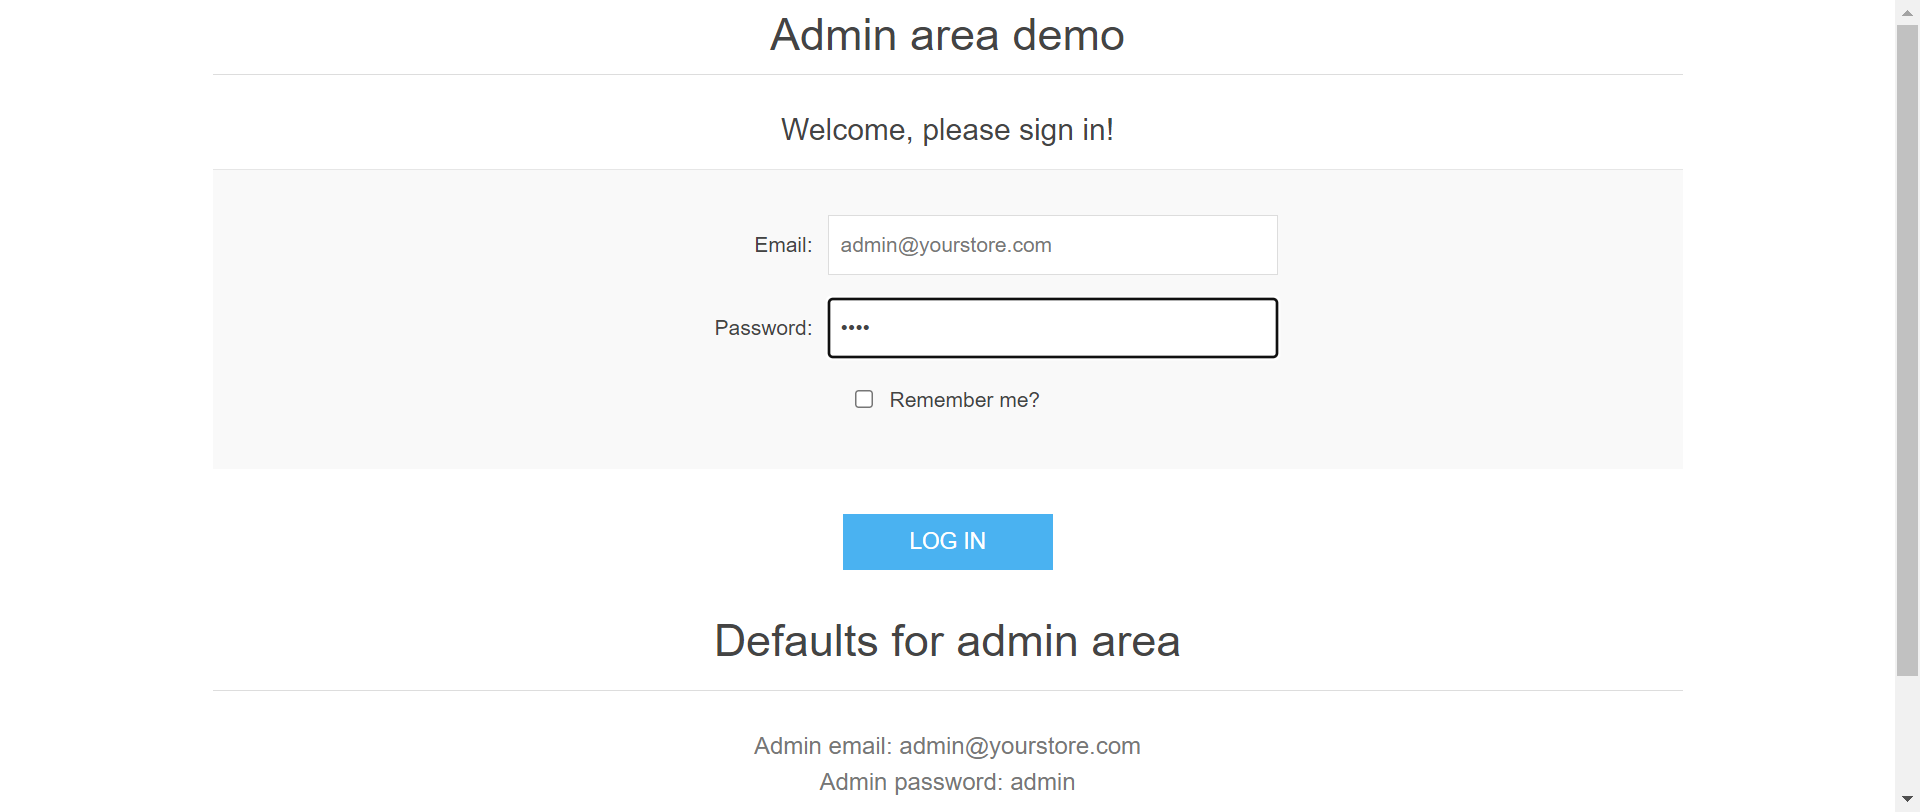 Admin area demo
Welcome, please sign in!
Email: admin@yourstore.com
Password: ••••
Remember me?
LOG IN
Defaults for admin area
Admin email: admin@yourstore.com
Admin password: admin